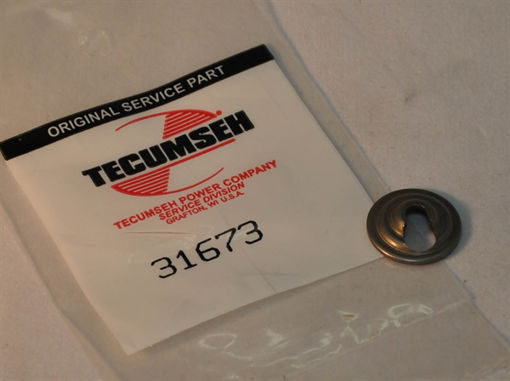 ORIGINAL SERVICE PART
TECUMSEH
TECUMSEH POWER COMPANY
SERVICE DIVISION
GRAFTON, WI U.S.A.
31673